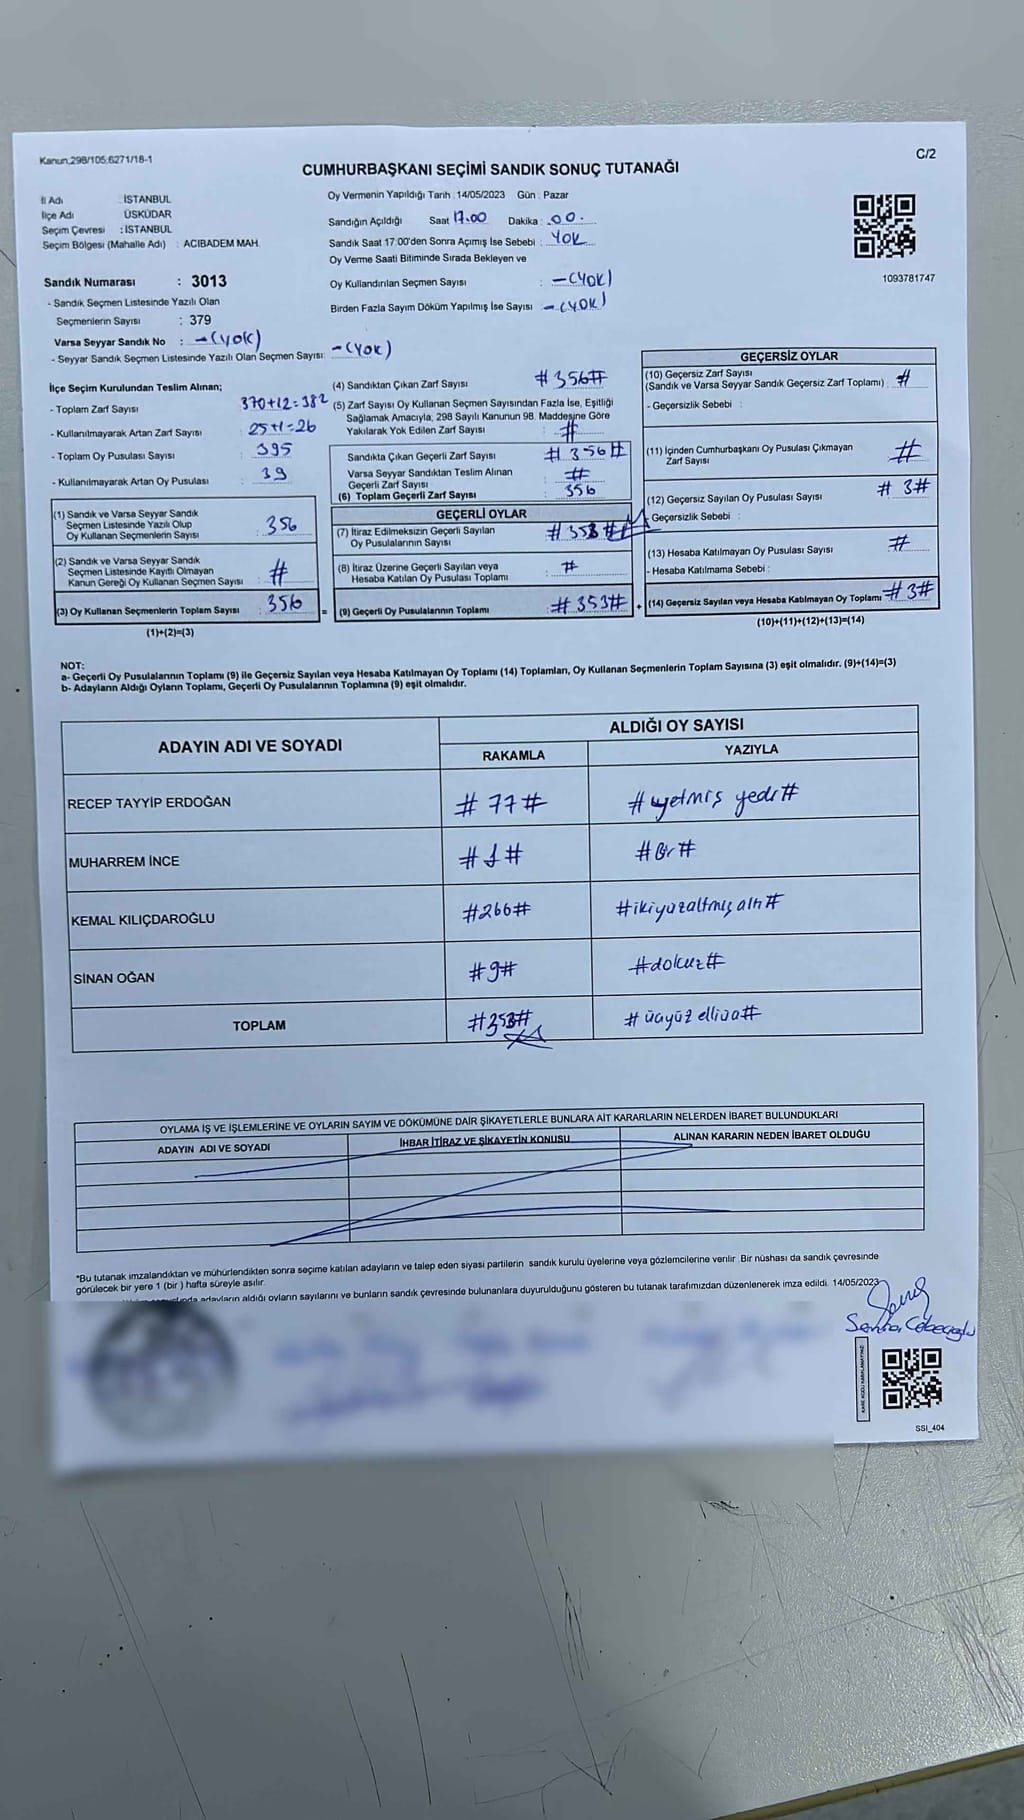 Kanun.298/105;6271/18-1
C/2
CUMHURBAŞKANI SEÇİMİ SANDIK SONUÇ TUTANAĞI
İl Adı : İSTANBUL
İlçe Adı : ÜSKÜDAR
Seçim Çevresi : İSTANBUL
Seçim Bölgesi (Mahalle Adı) : ACIBADEM MAH.
Oy Vermenin Yapıldığı Tarih : 14/05/2023 Gün : Pazar
Sandığın Açıldığı Saat 17.00 Dakika : 00.
Sandık Saat 17:00'den Sonra Açımış İse Sebebi : YOK
Oy Verme Saati Bitiminde Sırada Bekleyen ve
Oy Kullandırılan Seçmen Sayısı : -(YOK)
Birden Fazla Sayım Döküm Yapılmış İse Sayısı -(YOK)
1093781747
Sandık Numarası : 3013
- Sandık Seçmen Listesinde Yazılı Olan
Seçmenlerin Sayısı : 379
Varsa Seyyar Sandık No : -(YOK)
- Seyyar Sandık Seçmen Listesinde Yazılı Olan Seçmen Sayısı: -(YOK)
İlçe Seçim Kurulundan Teslim Alınan;
- Toplam Zarf Sayısı 370+12=382
- Kullanılmayarak Artan Zarf Sayısı : 25+1=26
- Toplam Oy Pusulası Sayısı : 395
- Kullanılmayarak Artan Oy Pusulası : 39
(1) Sandık ve Varsa Seyyar Sandık
Seçmen Listesinde Yazılı Olup
Oy Kullanan Seçmenlerin Sayısı : 356
(2) Sandık ve Varsa Seyyar Sandık
Seçmen Listesinde Kayıtlı Olmayan
Kanun Gereği Oy Kullanan Seçmen Sayısı : #
(3) Oy Kullanan Seçmenlerin Toplam Sayısı : 356
(1)+(2)=(3)
(4) Sandıktan Çıkan Zarf Sayısı #356#
(5) Zarf Sayısı Oy Kullanan Seçmen Sayısından Fazla İse, Eşitliği
Sağlamak Amacıyla; 298 Sayılı Kanunun 98. Maddesine Göre
Yakılarak Yok Edilen Zarf Sayısı : #
Sandıkta Çıkan Geçerli Zarf Sayısı : #356#
Varsa Seyyar Sandıktan Teslim Alınan
Geçerli Zarf Sayısı : #
(6) Toplam Geçerli Zarf Sayısı : 356
GEÇERLİ OYLAR
(7) İtiraz Edilmeksizin Geçerli Sayılan
Oy Pusulalarının Sayısı : #353#
(8) İtiraz Üzerine Geçerli Sayılan veya
Hesaba Katılan Oy Pusulası Toplamı : #
= (9) Geçerli Oy Pusulalarının Toplamı : #353#
GEÇERSİZ OYLAR
(10) Geçersiz Zarf Sayısı
(Sandık ve Varsa Seyyar Sandık Geçersiz Zarf Toplamı) : #
- Geçersizlik Sebebi :
(11) İçinden Cumhurbaşkanı Oy Pusulası Çıkmayan
Zarf Sayısı : #
(12) Geçersiz Sayılan Oy Pusulası Sayısı : #3#
- Geçersizlik Sebebi :
(13) Hesaba Katılmayan Oy Pusulası Sayısı : #
- Hesaba Katılmama Sebebi :
+ (14) Geçersiz Sayılan veya Hesaba Katılmayan Oy Toplamı : #3#
(10)+(11)+(12)+(13)=(14)
NOT:
a- Geçerli Oy Pusulalarının Toplamı (9) ile Geçersiz Sayılan veya Hesaba Katılmayan Oy Toplamı (14) Toplamları, Oy Kullanan Seçmenlerin Toplam Sayısına (3) eşit olmalıdır. (9)+(14)=(3)
b- Adayların Aldığı Oyların Toplamı, Geçerli Oy Pusulalarının Toplamına (9) eşit olmalıdır.
ADAYIN ADI VE SOYADI ALDIĞI OY SAYISI
RAKAMLA YAZIYLA
RECEP TAYYİP ERDOĞAN #77# #yetmiş yedi#
MUHARREM İNCE #1# #Bir#
KEMAL KILIÇDAROĞLU #266# #ikiyüzaltmışaltı#
SİNAN OĞAN #9# #dokuz#
TOPLAM #353# #üçyüzelliüç#
OYLAMA İŞ VE İŞLEMLERİNE VE OYLARIN SAYIM VE DÖKÜMÜNE DAİR ŞİKAYETLERLE BUNLARA AİT KARARLARIN NELERDEN İBARET BULUNDUKLARI
ADAYIN ADI VE SOYADI İHBAR İTİRAZ VE ŞİKAYETİN KONUSU ALINAN KARARIN NEDEN İBARET OLDUĞU
*Bu tutanak imzalandıktan ve mühürlendikten sonra seçime katılan adayların ve talep eden siyasi partilerin sandık kurulu üyelerine veya gözlemcilerine verilir. Bir nüshası da sandık çevresinde
görülecek bir yere 1 (bir ) hafta süreyle asılır.
adayların aldığı oyların sayılarını ve bunların sandık çevresinde bulunanlara duyurulduğunu gösteren bu tutanak tarafımızdan düzenlenerek imza edildi. 14/05/2023
SSI_404